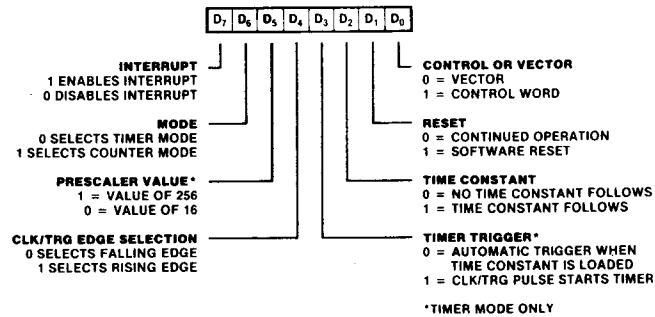 D7 D6 D5 D4 D3 D2 D1 D0
INTERRUPT
1 ENABLES INTERRUPT
0 DISABLES INTERRUPT
MODE
0 SELECTS TIMER MODE
1 SELECTS COUNTER MODE
PRESCALER VALUE*
1 = VALUE OF 256
0 = VALUE OF 16
CLK/TRG EDGE SELECTION
0 SELECTS FALLING EDGE
1 SELECTS RISING EDGE
CONTROL OR VECTOR
0 = VECTOR
1 = CONTROL WORD
RESET
0 = CONTINUED OPERATION
1 = SOFTWARE RESET
TIME CONSTANT
0 = NO TIME CONSTANT FOLLOWS
1 = TIME CONSTANT FOLLOWS
TIMER TRIGGER*
0 = AUTOMATIC TRIGGER WHEN
TIME CONSTANT IS LOADED
1 = CLK/TRG PULSE STARTS TIMER
*TIMER MODE ONLY